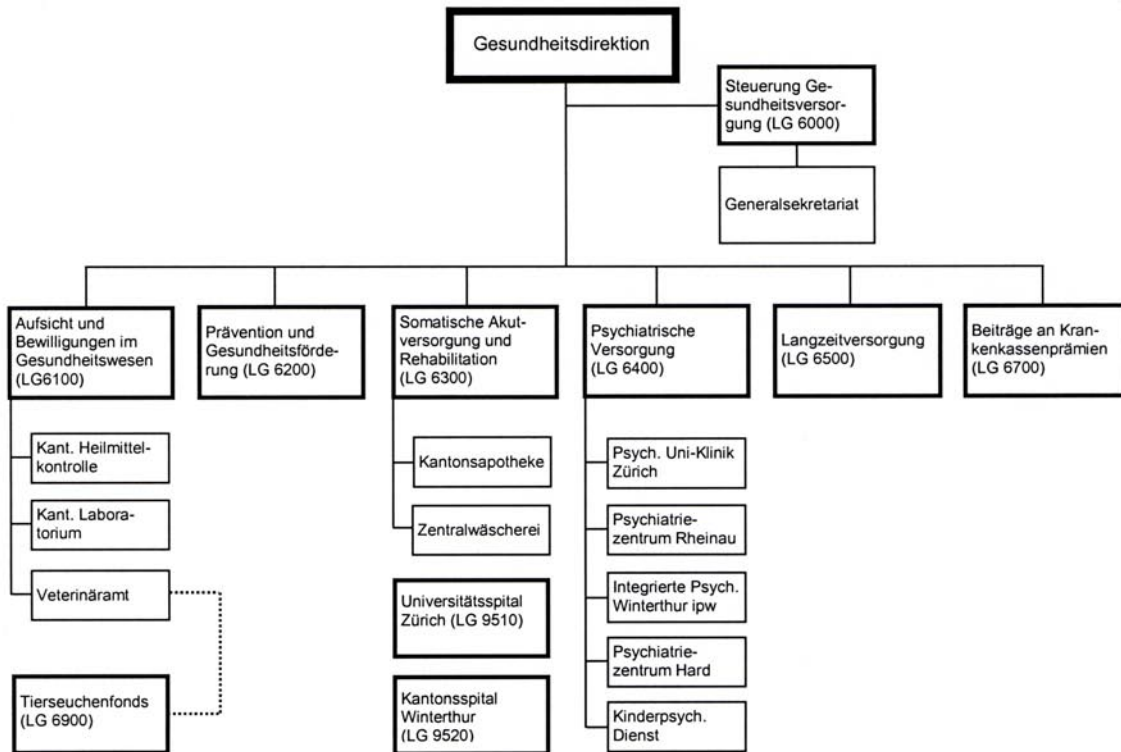 Gesundheitsdirektion
Steuerung Ge-
sundheitsversor-
gung (LG 6000)
Generalsekretariat
Aufsicht und
Bewilligungen im
Gesundheitswesen
(LG6100)
Prävention und
Gesundheitsförde-
rung (LG 6200)
Somatische Akut-
versorgung und
Rehabilitation
(LG 6300)
Psychiatrische
Versorgung
(LG 6400)
Langzeitversorgung
(LG 6500)
Beiträge an Kran-
kenkassenprämien
(LG 6700)
Kant. Heilmittel-
kontrolle
Kant. Labora-
torium
Veterinäramt
Tierseuchenfonds
(LG 6900)
Kantonsapotheke
Zentralwäscherei
Universitätsspital
Zürich (LG 9510)
Kantonsspital
Winterthur
(LG 9520)
Psych. Uni-Klinik
Zürich
Psychiatrie-
zentrum Rheinau
Integrierte Psych.
Winterthur ipw
Psychiatrie-
zentrum Hard
Kinderpsych.
Dienst